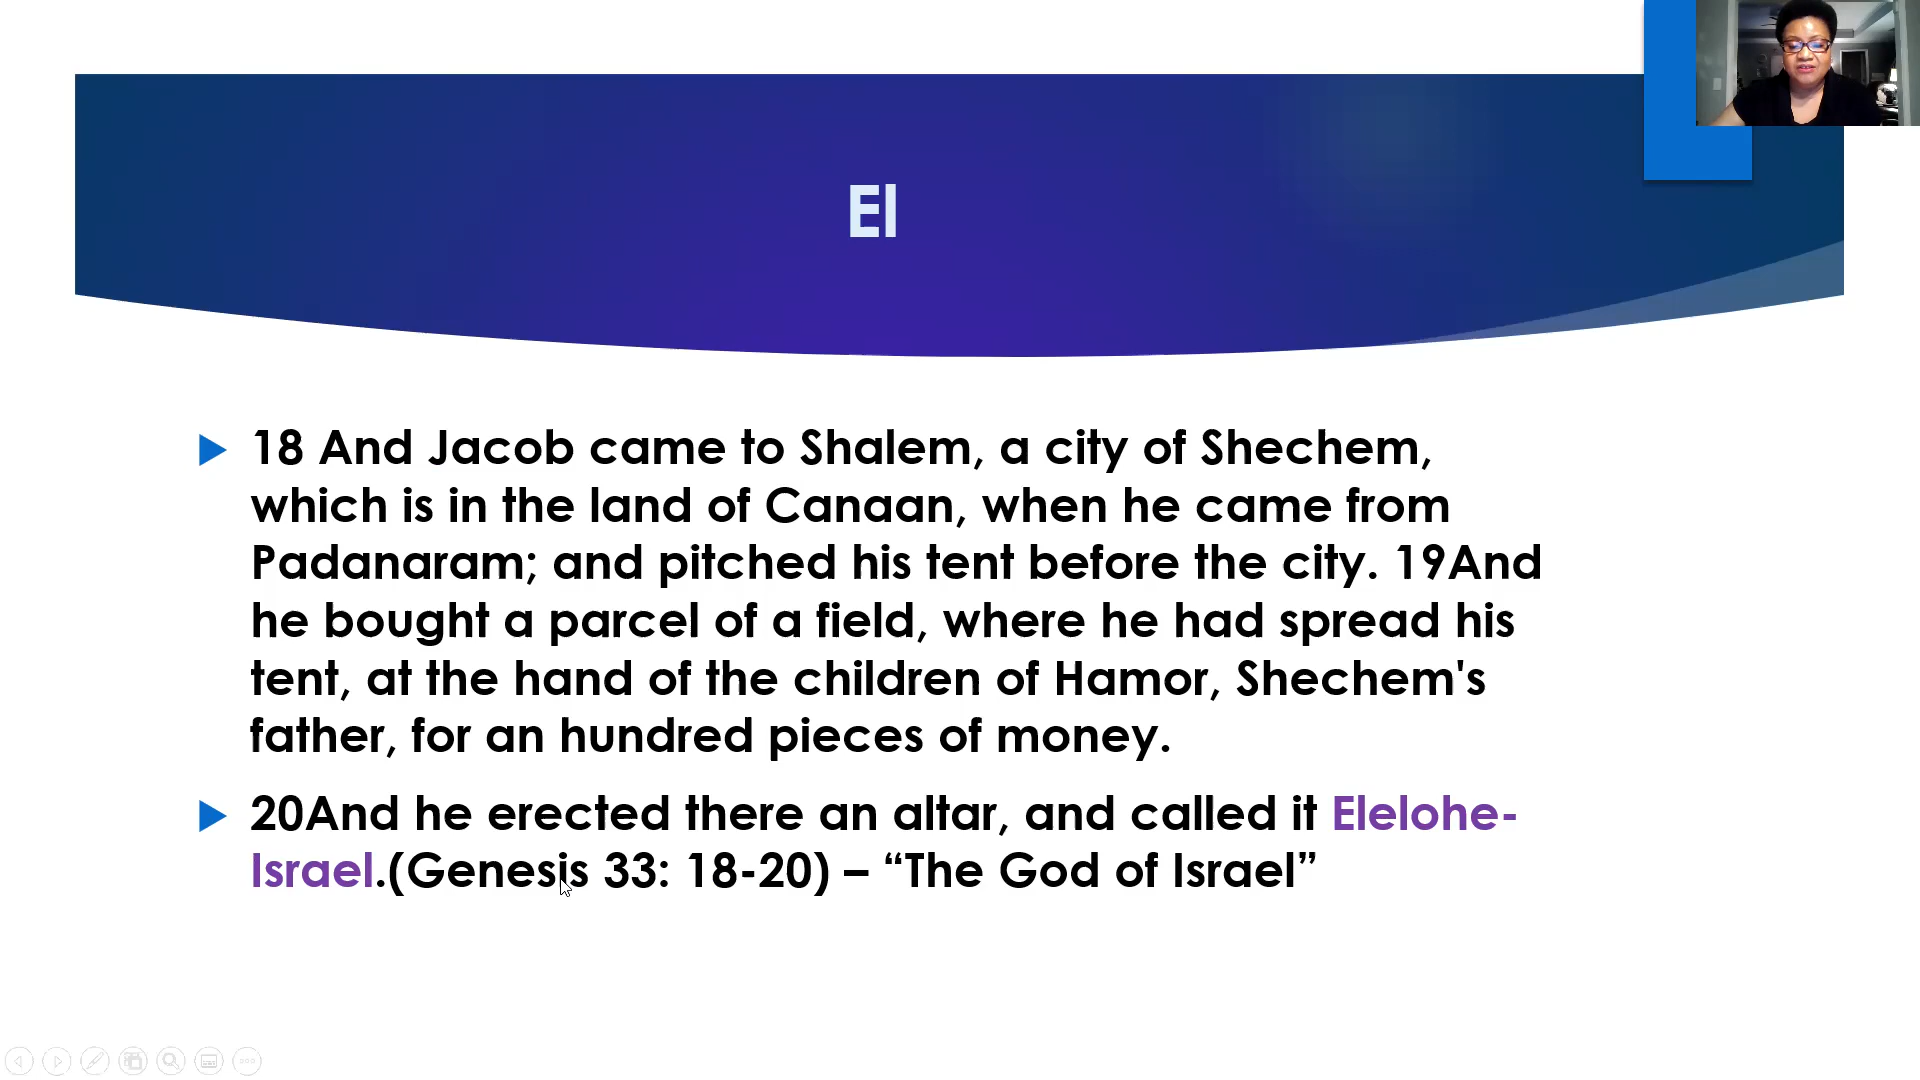 El
18 And Jacob came to Shalem, a city of Shechem,
which is in the land of Canaan, when he came from
Padanaram; and pitched his tent before the city. 19And
he bought a parcel of a field, where he had spread his
tent, at the hand of the children of Hamor, Shechem's
father, for an hundred pieces of money.
20And he erected there an altar, and called it Elelohe-
Israel.(Genesis 33: 18-20) – “The God of Israel”